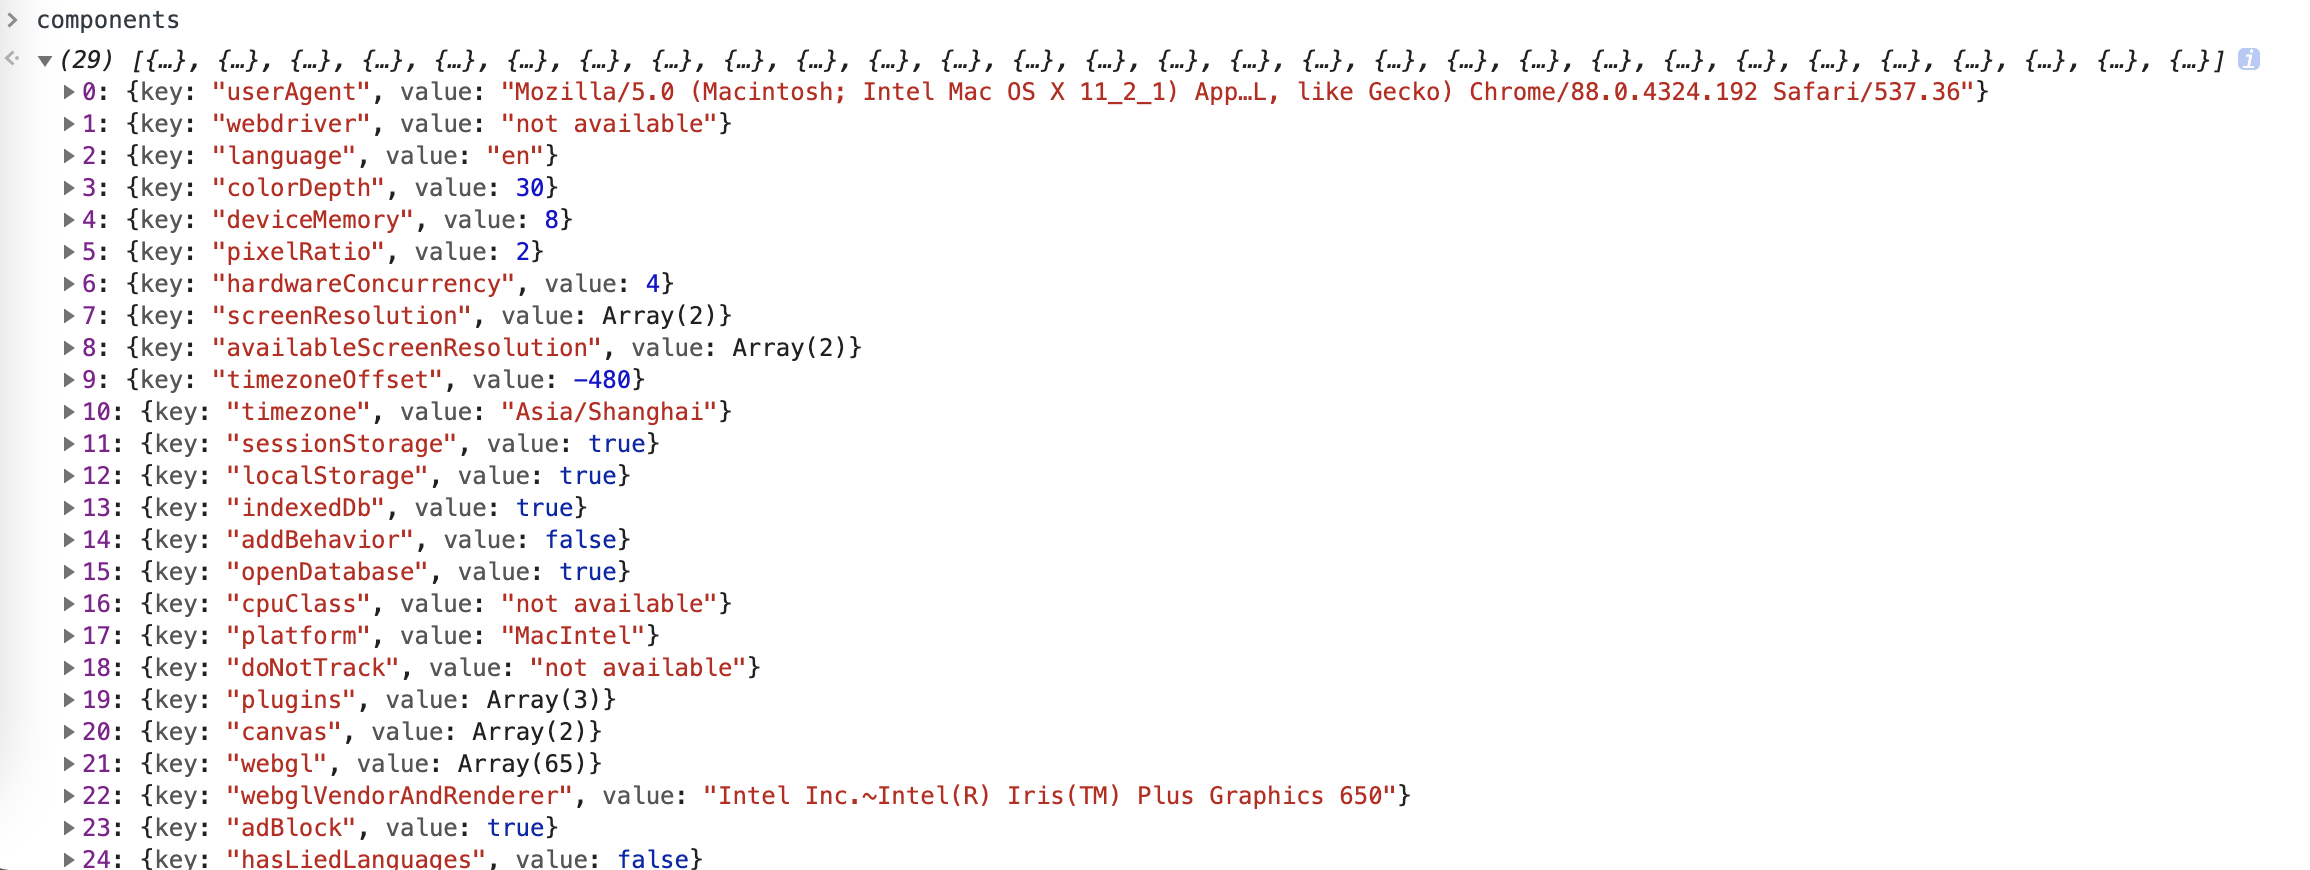 > components
(29) [{…}, {…}, {…}, {…}, {…}, {…}, {…}, {…}, {…}, {…}, {…}, {…}, {…}, {…}, {…}, {…}, {…}, {…}, {…}, {…}, {…}, {…}, {…}, {…}, {…}, {…}, {…}, {…}, {…}] i
0: {key: "userAgent", value: "Mozilla/5.0 (Macintosh; Intel Mac OS X 11_2_1) App…L, like Gecko) Chrome/88.0.4324.192 Safari/537.36"}
1: {key: "webdriver", value: "not available"}
2: {key: "language", value: "en"}
3: {key: "colorDepth", value: 30}
4: {key: "deviceMemory", value: 8}
5: {key: "pixelRatio", value: 2}
6: {key: "hardwareConcurrency", value: 4}
7: {key: "screenResolution", value: Array(2)}
8: {key: "availableScreenResolution", value: Array(2)}
9: {key: "timezoneOffset", value: -480}
10: {key: "timezone", value: "Asia/Shanghai"}
11: {key: "sessionStorage", value: true}
12: {key: "localStorage", value: true}
13: {key: "indexedDb", value: true}
14: {key: "addBehavior", value: false}
15: {key: "openDatabase", value: true}
16: {key: "cpuClass", value: "not available"}
17: {key: "platform", value: "MacIntel"}
18: {key: "doNotTrack", value: "not available"}
19: {key: "plugins", value: Array(3)}
20: {key: "canvas", value: Array(2)}
21: {key: "webgl", value: Array(65)}
22: {key: "webglVendorAndRenderer", value: "Intel Inc.~Intel(R) Iris(TM) Plus Graphics 650"}
23: {key: "adBlock", value: true}
24: {key: "hasLiedLanguages", value: false}